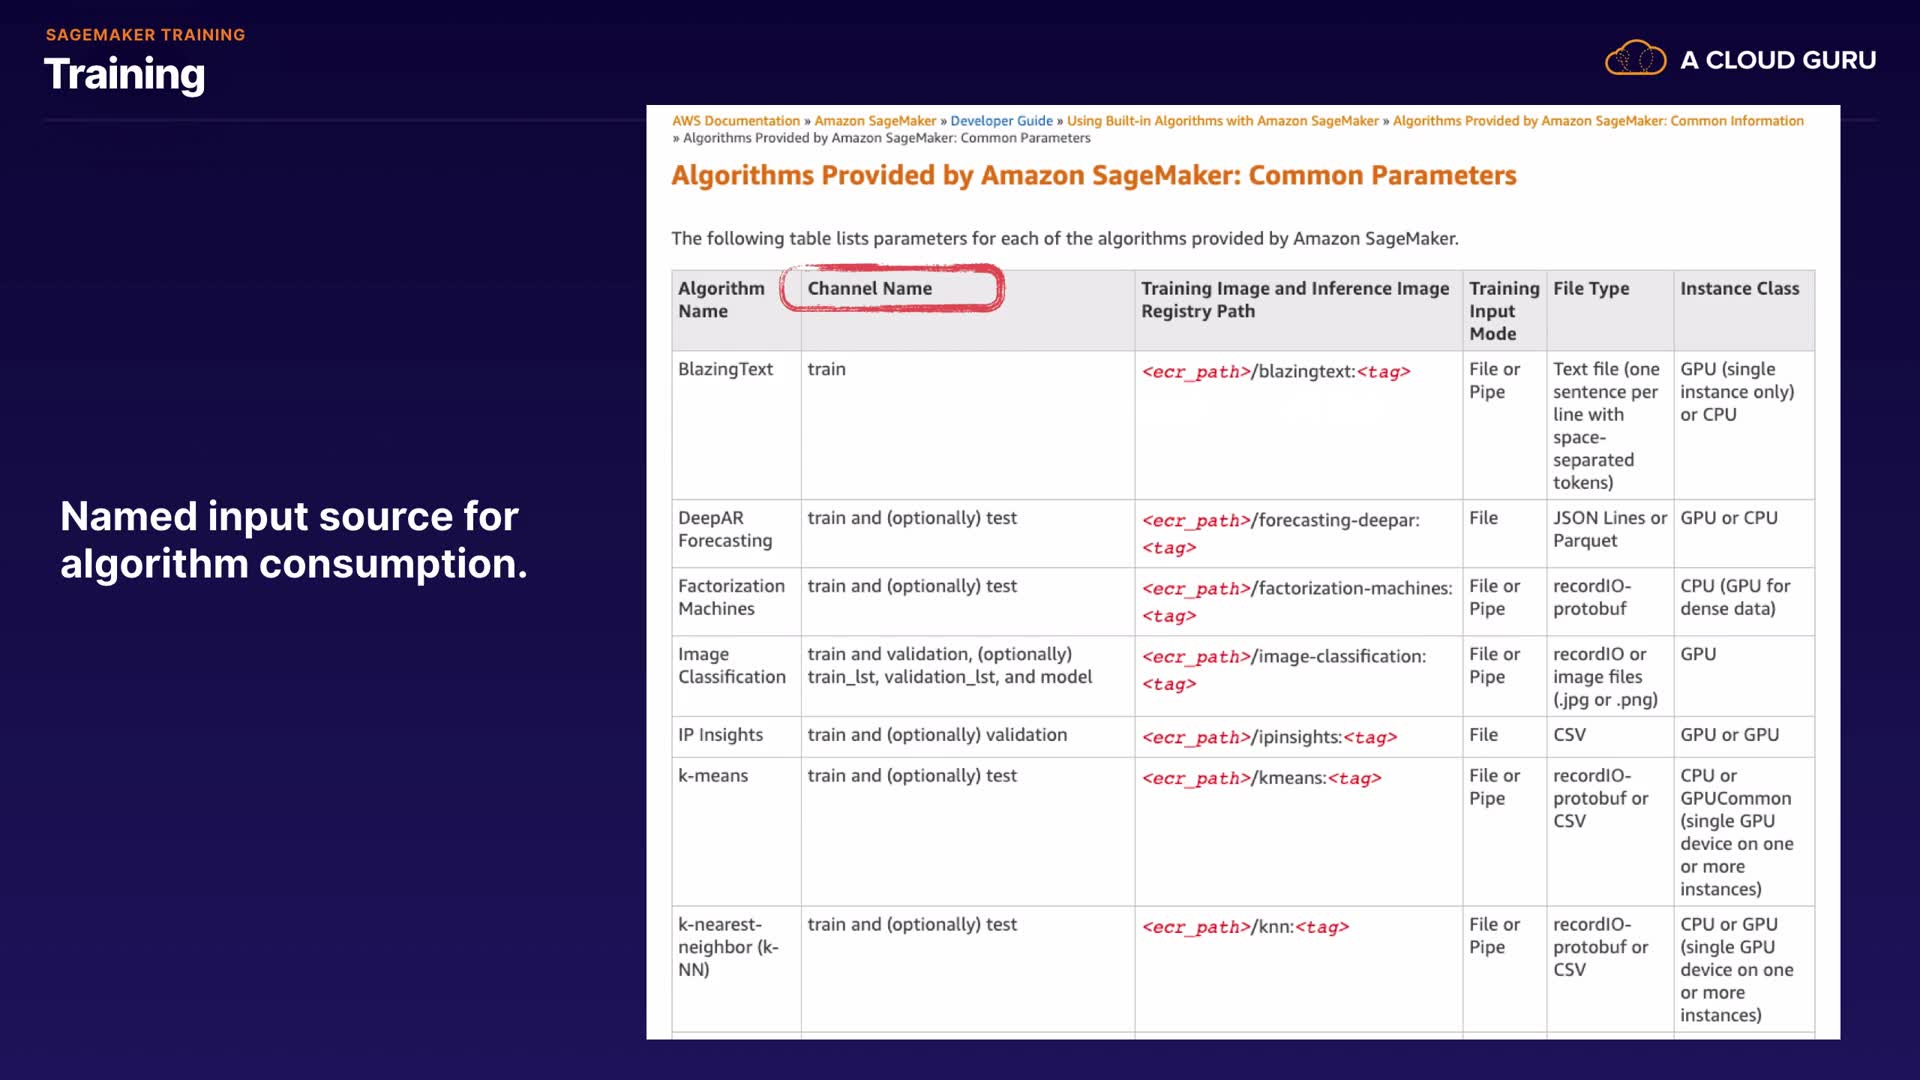 SAGEMAKER TRAINING
Training
A CLOUD GURU
Named input source for
algorithm consumption.
AWS Documentation » Amazon SageMaker » Developer Guide » Using Built-in Algorithms with Amazon SageMaker » Algorithms Provided by Amazon SageMaker: Common Information
» Algorithms Provided by Amazon SageMaker: Common Parameters
Algorithms Provided by Amazon SageMaker: Common Parameters
The following table lists parameters for each of the algorithms provided by Amazon SageMaker.
Algorithm
Name
Channel Name
Training Image and Inference Image
Registry Path
Training
Input
Mode
File Type
Instance Class
BlazingText
train
<ecr_path>/blazingtext:<tag>
File or
Pipe
Text file (one
sentence per
line with
space-
separated
tokens)
GPU (single
instance only)
or CPU
DeepAR
Forecasting
train and (optionally) test
<ecr_path>/forecasting-deepar:
<tag>
File
JSON Lines or
Parquet
GPU or CPU
Factorization
Machines
train and (optionally) test
<ecr_path>/factorization-machines:
<tag>
File or
Pipe
recordIO-
protobuf
CPU (GPU for
dense data)
Image
Classification
train and validation, (optionally)
train_lst, validation_lst, and model
<ecr_path>/image-classification:
<tag>
File or
Pipe
recordIO or
image files
(.jpg or .png)
GPU
IP Insights
train and (optionally) validation
<ecr_path>/ipinsights:<tag>
File
CSV
GPU or GPU
k-means
train and (optionally) test
<ecr_path>/kmeans:<tag>
File or
Pipe
recordIO-
protobuf or
CSV
CPU or
GPUCommon
(single GPU
device on one
or more
instances)
k-nearest-
neighbor (k-
NN)
train and (optionally) test
<ecr_path>/knn:<tag>
File or
Pipe
recordIO-
protobuf or
CSV
CPU or GPU
(single GPU
device on one
or more
instances)